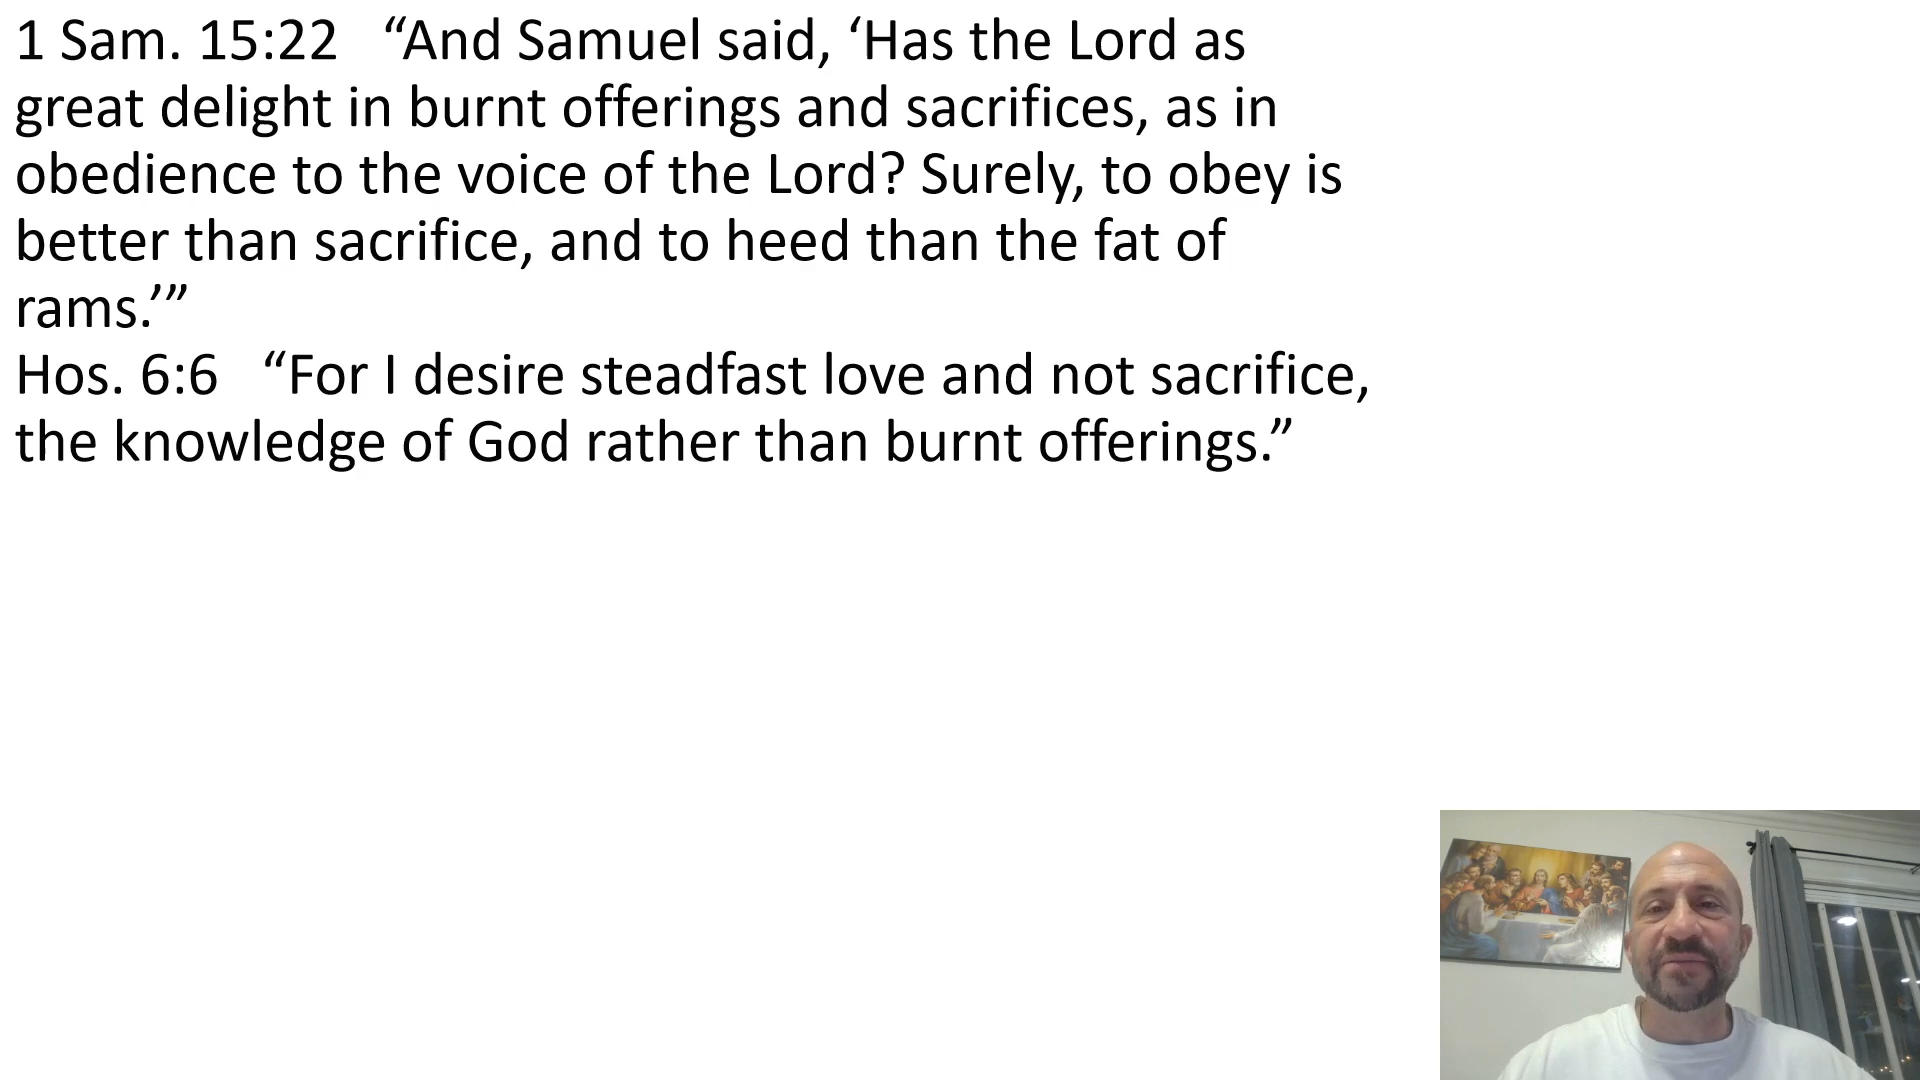 1 Sam. 15:22   “And Samuel said, ‘Has the Lord as
great delight in burnt offerings and sacrifices, as in
obedience to the voice of the Lord? Surely, to obey is
better than sacrifice, and to heed than the fat of
rams.’”
Hos. 6:6   “For I desire steadfast love and not sacrifice,
the knowledge of God rather than burnt offerings.”